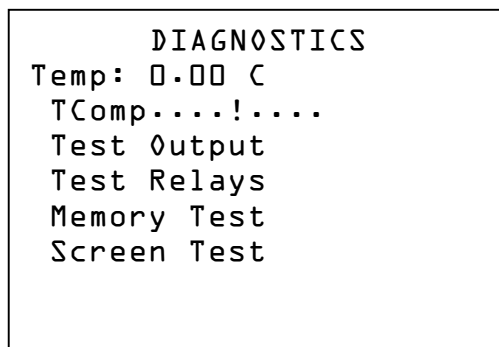 DIAGNOSTICS
Temp: 0.00 C
TComp....!....
Test Output
Test Relays
Memory Test
Screen Test